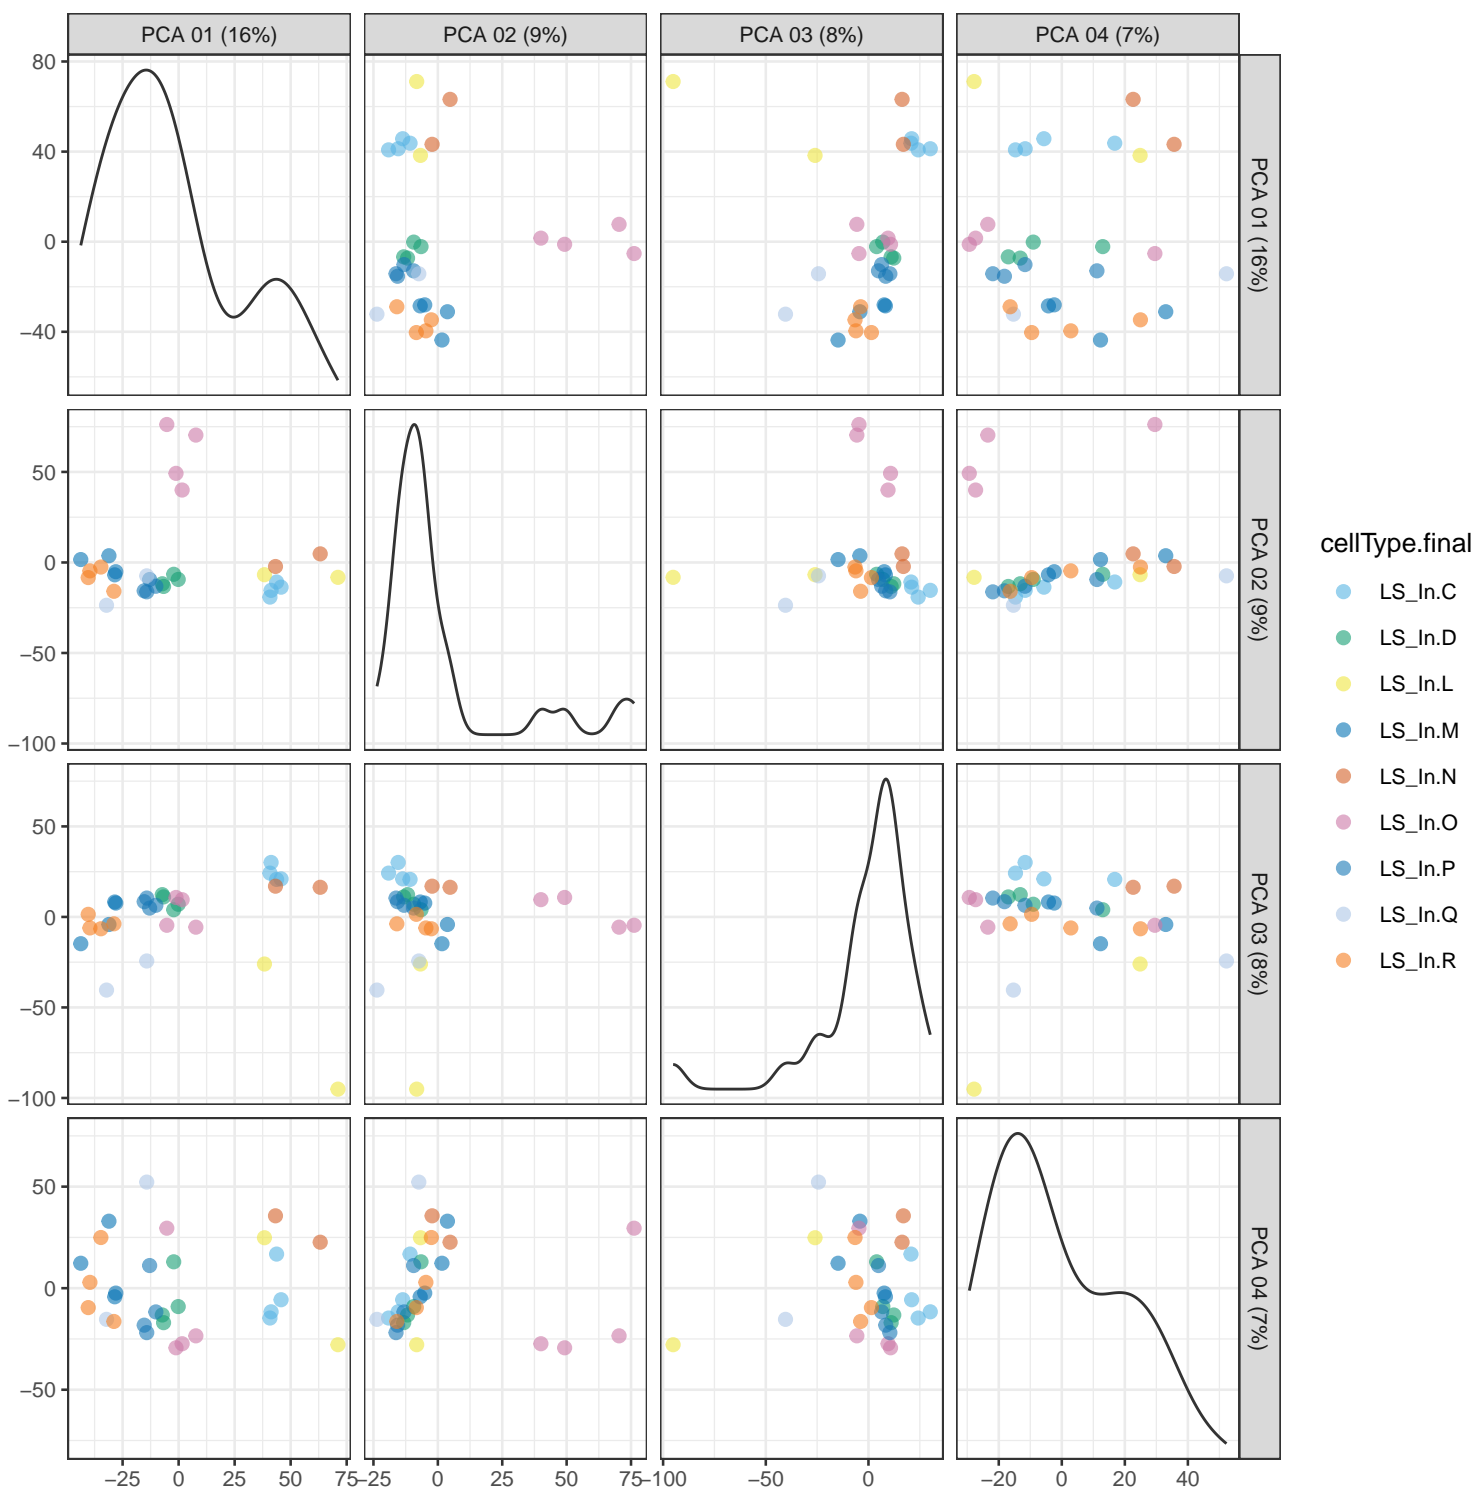 PCA 01 (16%) PCA 02 (9%) PCA 03 (8%) PCA 04 (7%)
80
40
0
−40
PCA 01 (16%)
50
0
−50
−100
PCA 02 (9%)
50
0
−50
−100
PCA 03 (8%)
50
0
−50
PCA 04 (7%)
−25 0 25 50 75
−25 0 25 50 75
−100 −50 0
−20 0 20 40
cellType.final
LS_In.C
LS_In.D
LS_In.L
LS_In.M
LS_In.N
LS_In.O
LS_In.P
LS_In.Q
LS_In.R